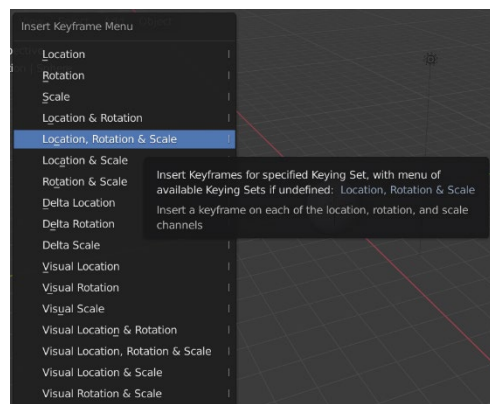 Insert Keyframe Menu
Location
Rotation
Scale
Location & Rotation
Location, Rotation & Scale
Location & Scale
Rotation & Scale
Delta Location
Delta Rotation
Delta Scale
Visual Location
Visual Rotation
Visual Scale
Visual Location & Rotation
Visual Location, Rotation & Scale
Visual Location & Scale
Visual Rotation & Scale
Insert Keyframes for specified Keying Set, with menu of
available Keying Sets if undefined: Location, Rotation & Scale
Insert a keyframe on each of the location, rotation, and scale
channels